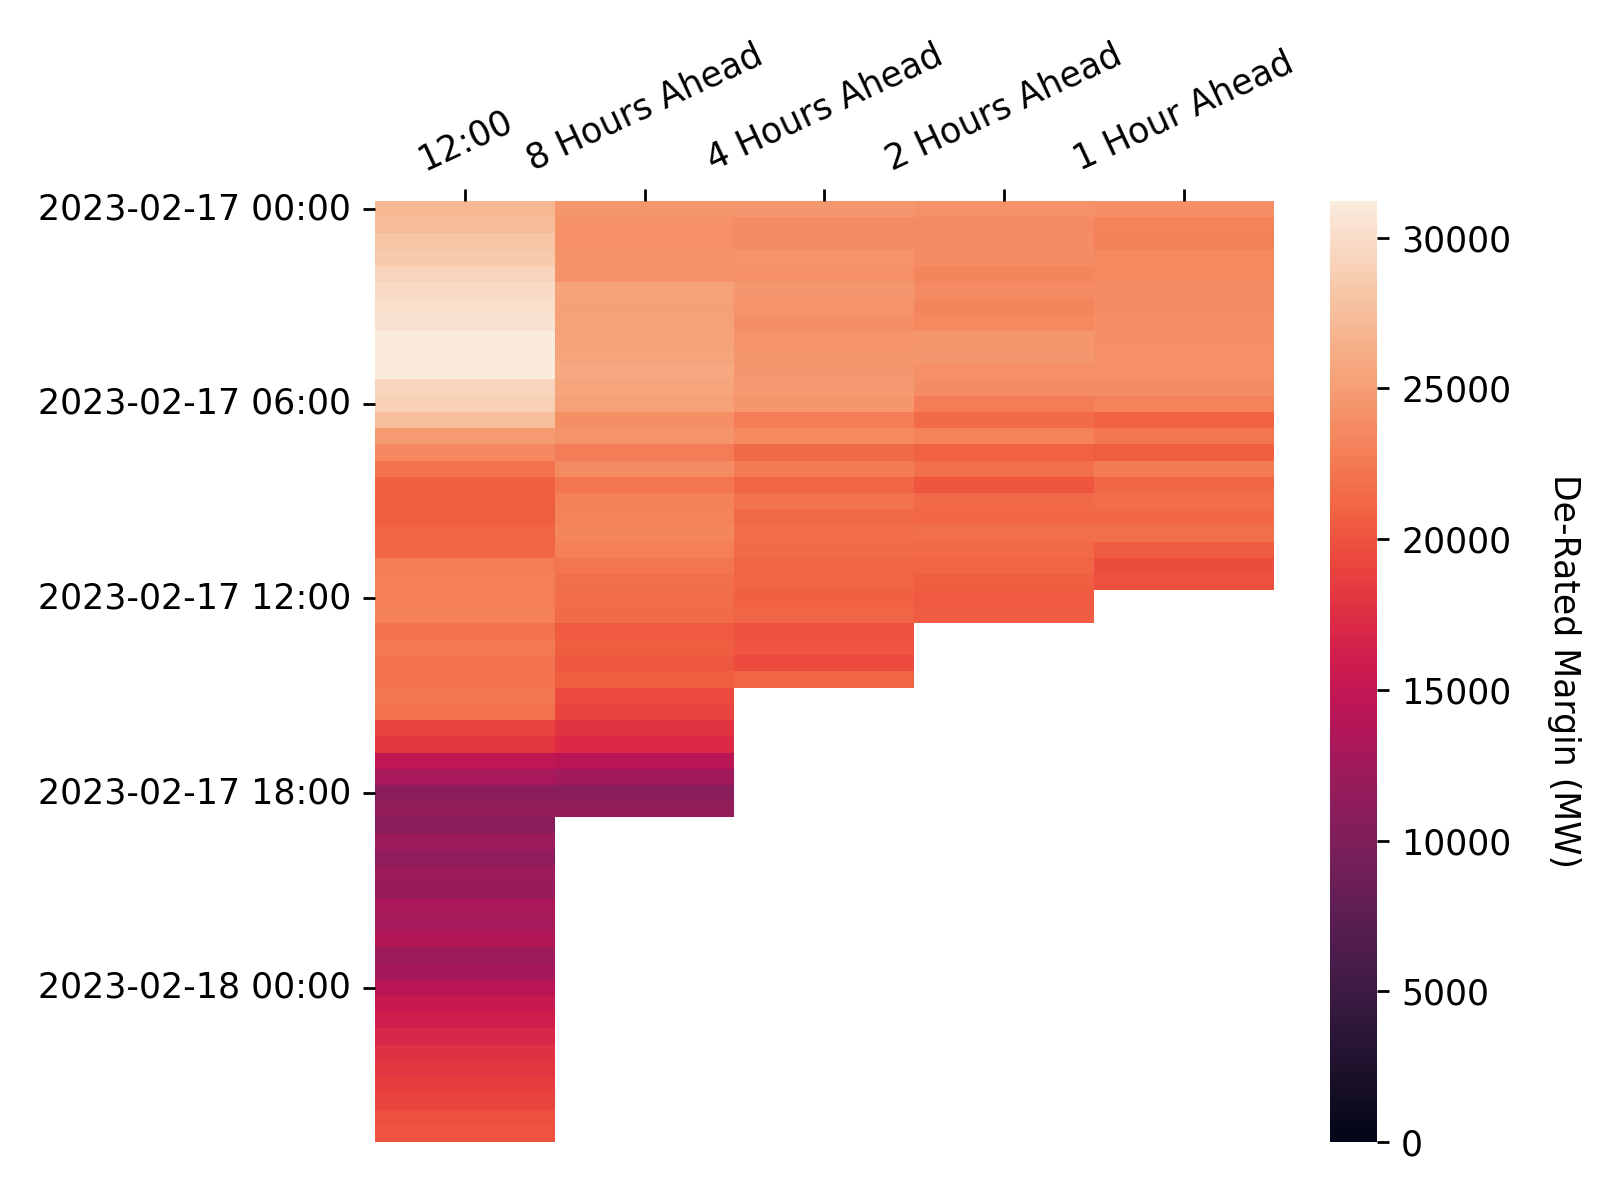 12:00
8 Hours Ahead
4 Hours Ahead
2 Hours Ahead
1 Hour Ahead
2023-02-17 00:00
2023-02-17 06:00
2023-02-17 12:00
2023-02-17 18:00
2023-02-18 00:00
30000
25000
20000
15000
10000
5000
0
De-Rated Margin (MW)